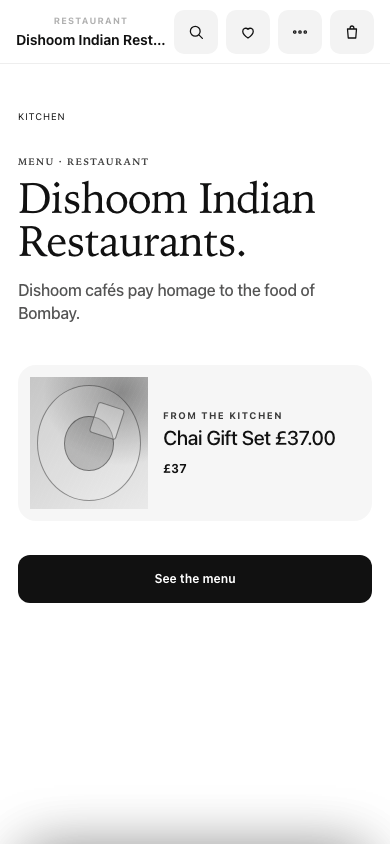 RESTAURANT
Dishoom Indian Rest...
KITCHEN
MENU · RESTAURANT
Dishoom Indian
Restaurants.
Dishoom cafés pay homage to the food of
Bombay.
FROM THE KITCHEN
Chai Gift Set £37.00
£37
See the menu